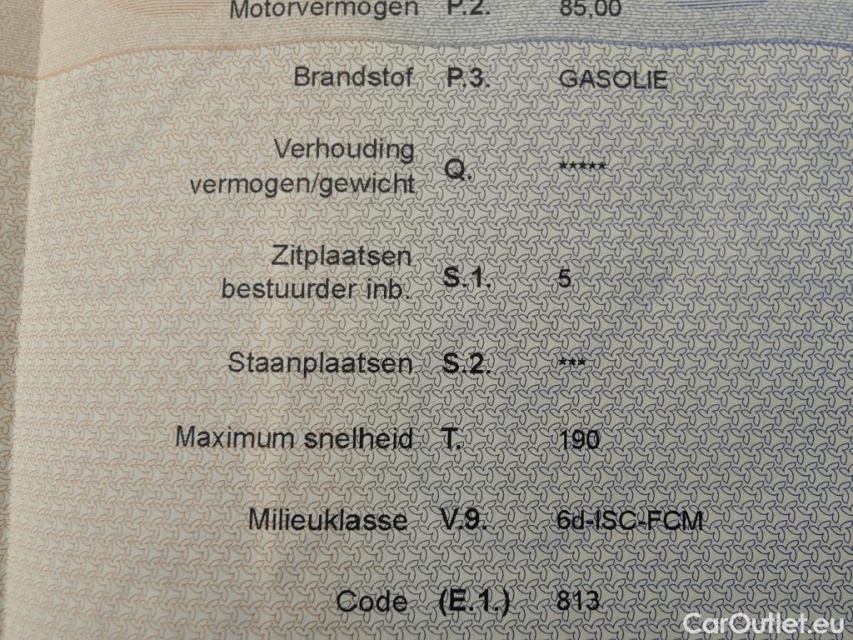 Motorvermogen P.2. 85,00
Brandstof P.3. GASOLIE
Verhouding
vermogen/gewicht Q. *****
Zitplaatsen
bestuurder inb. S.1. 5
Staanplaatsen S.2. ***
Maximum snelheid T. 190
Milieuklasse V.9. 6d-ISC-FCM
Code (E.1.) 813
CarOutlet.eu